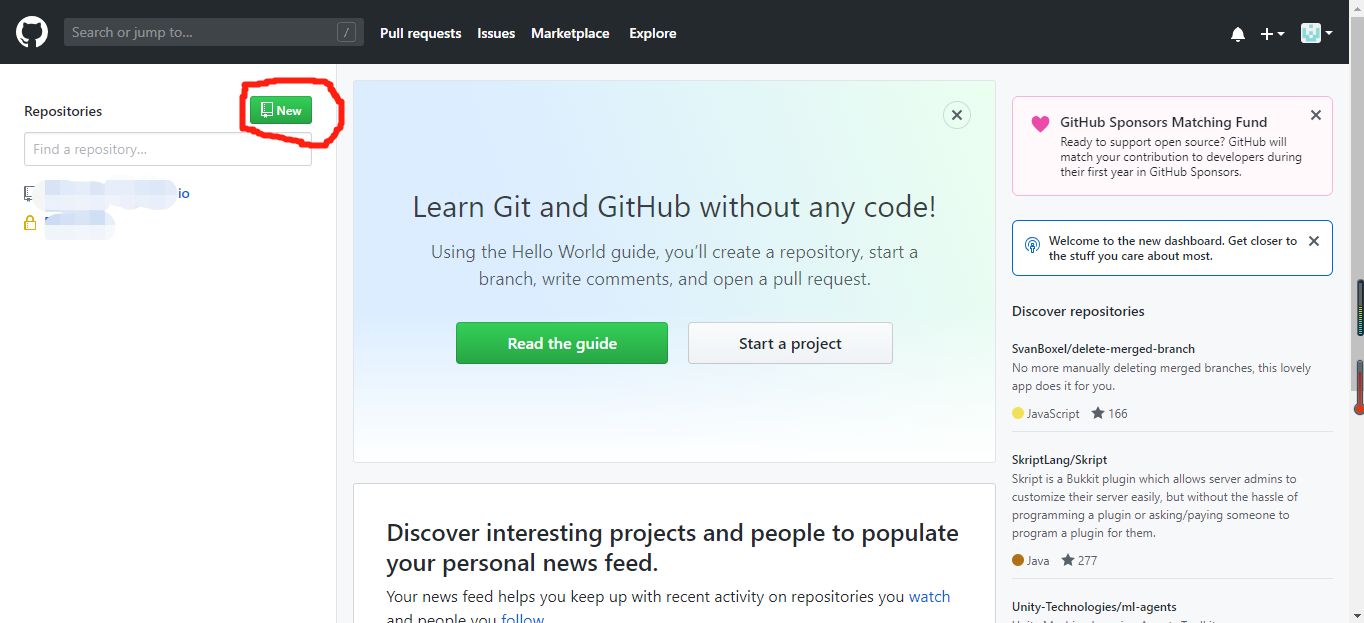 Search or jump to...
/
Pull requests
Issues
Marketplace
Explore
Repositories
New
Find a repository...
io
Learn Git and GitHub without any code!
Using the Hello World guide, you’ll create a repository, start a
branch, write comments, and open a pull request.
Read the guide
Start a project
Discover interesting projects and people to populate
your personal news feed.
Your news feed helps you keep up with recent activity on repositories you watch
and people you follow.
GitHub Sponsors Matching Fund
Ready to support open source? GitHub will
match your contribution to developers during
their first year in GitHub Sponsors.
Welcome to the new dashboard. Get closer to
the stuff you care about most.
Discover repositories
SvanBoxel/delete-merged-branch
No more manually deleting merged branches, this lovely
app does it for you.
JavaScript 166
SkriptLang/Skript
Skript is a Bukkit plugin which allows server admins to
customize their server easily, but without the hassle of
programming a plugin or asking/paying someone to
program a plugin for them.
Java 277
Unity-Technologies/ml-agents